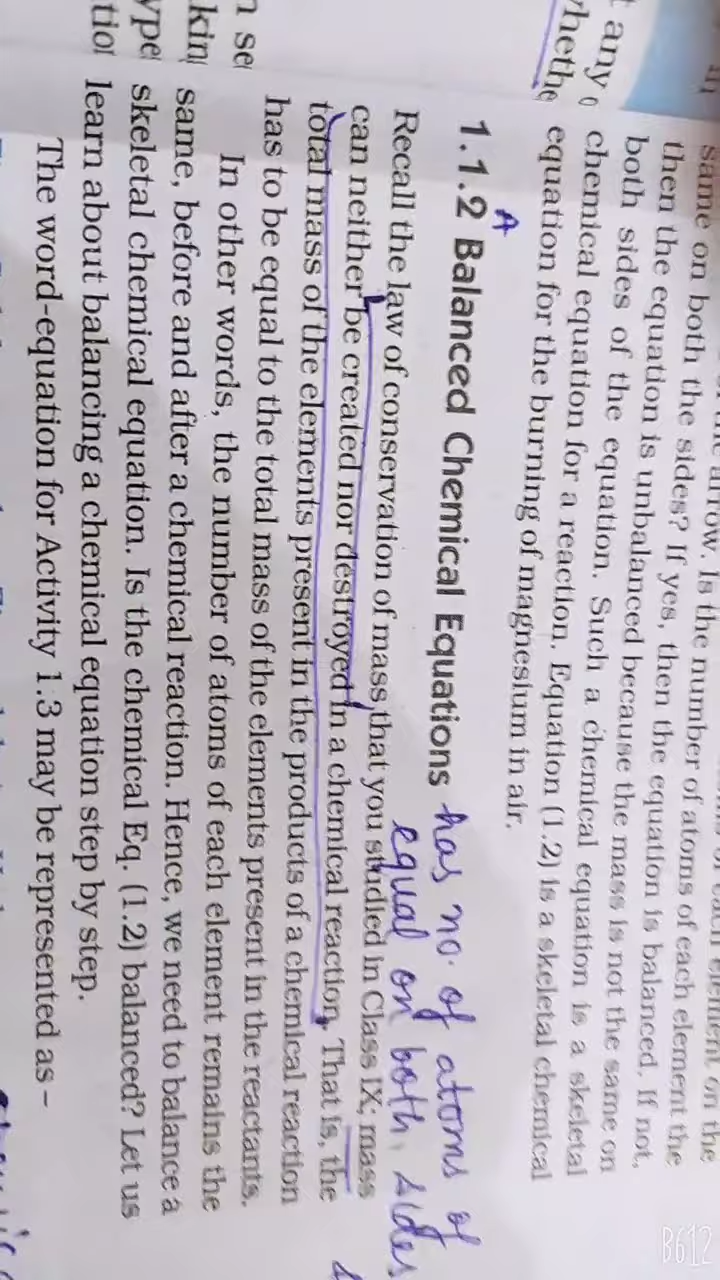 same on both the sides? If yes, then the equation is balanced. If not,
then the equation is unbalanced because the mass is not the same on
both sides of the equation. Such a chemical equation is a skeletal
chemical equation for a reaction. Equation (1.2) is a skeletal chemical
equation for the burning of magnesium in air.
A
1.1.2 Balanced Chemical Equations has no. of atoms of
equal on both sides
Recall the law of conservation of mass that you studied in Class IX; mass
can neither be created nor destroyed in a chemical reaction. That is, the
total mass of the elements present in the products of a chemical reaction
has to be equal to the total mass of the elements present in the reactants.
In other words, the number of atoms of each element remains the
same, before and after a chemical reaction. Hence, we need to balance a
skeletal chemical equation. Is the chemical Eq. (1.2) balanced? Let us
learn about balancing a chemical equation step by step.
The word-equation for Activity 1.3 may be represented as –
B612